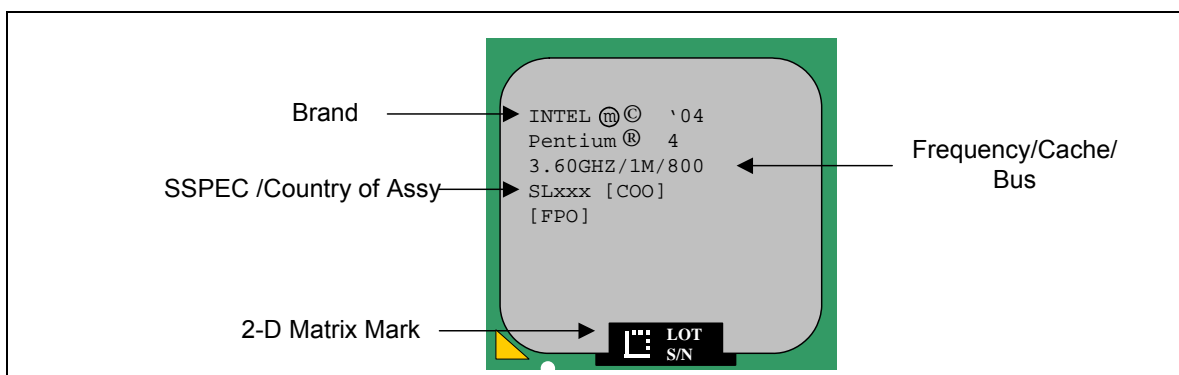 Brand
INTEL ⓜ© ‘04
Pentium ® 4
3.60GHZ/1M/800
Frequency/Cache/
Bus
SSPEC /Country of Assy
SLxxx [COO]
[FPO]
2-D Matrix Mark
LOT
S/N